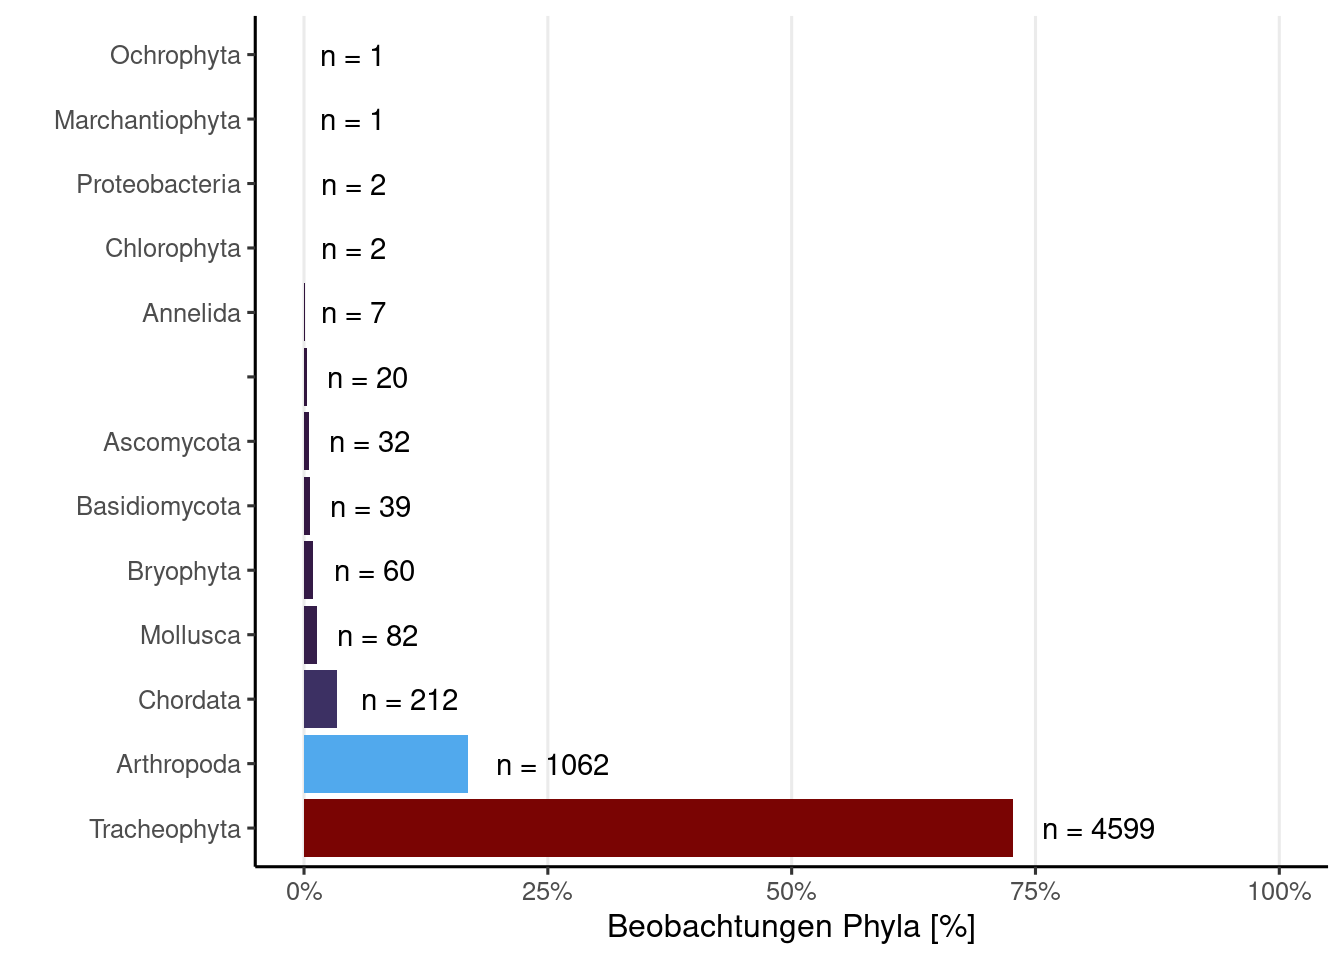 Ochrophyta n = 1
Marchantiophyta n = 1
Proteobacteria n = 2
Chlorophyta n = 2
Annelida n = 7
n = 20
Ascomycota n = 32
Basidiomycota n = 39
Bryophyta n = 60
Mollusca n = 82
Chordata n = 212
Arthropoda n = 1062
Tracheophyta n = 4599
0% 25% 50% 75% 100%
Beobachtungen Phyla [%]